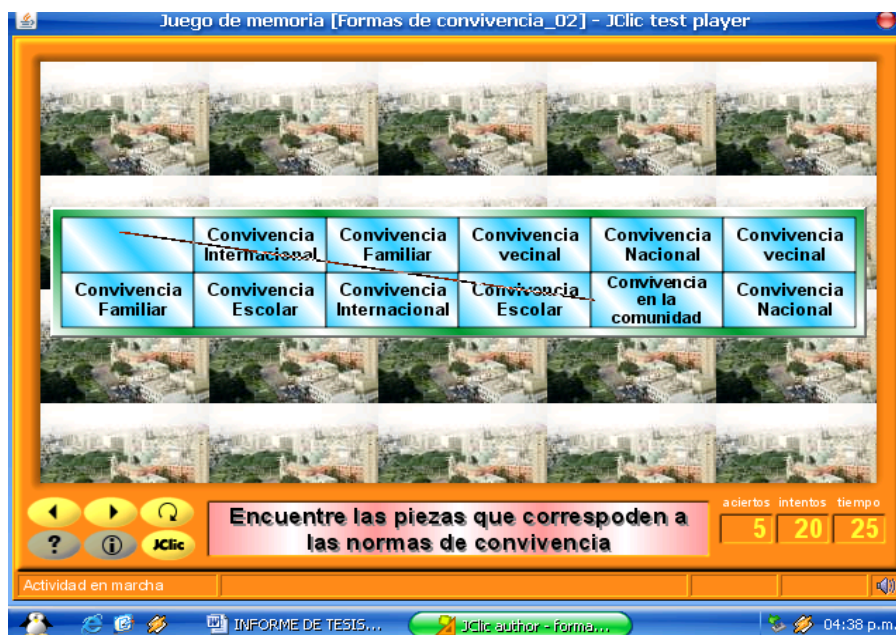 Juego de memoria [Formas de convivencia_02] - JClic test player
Convivencia
Internacional
Convivencia
Familiar
Convivencia
vecinal
Convivencia
Nacional
Convivencia
vecinal
Convivencia
Familiar
Convivencia
Escolar
Convivencia
Internacional
Convivencia
Escolar
Convivencia
en la
comunidad
Convivencia
Nacional
? i JClic
Encuentre las piezas que correspoden a
las normas de convivencia
aciertos intentos tiempo
5 20 25
Actividad en marcha
INFORME DE TESIS... JClic author - forma... 04:38 p.m.